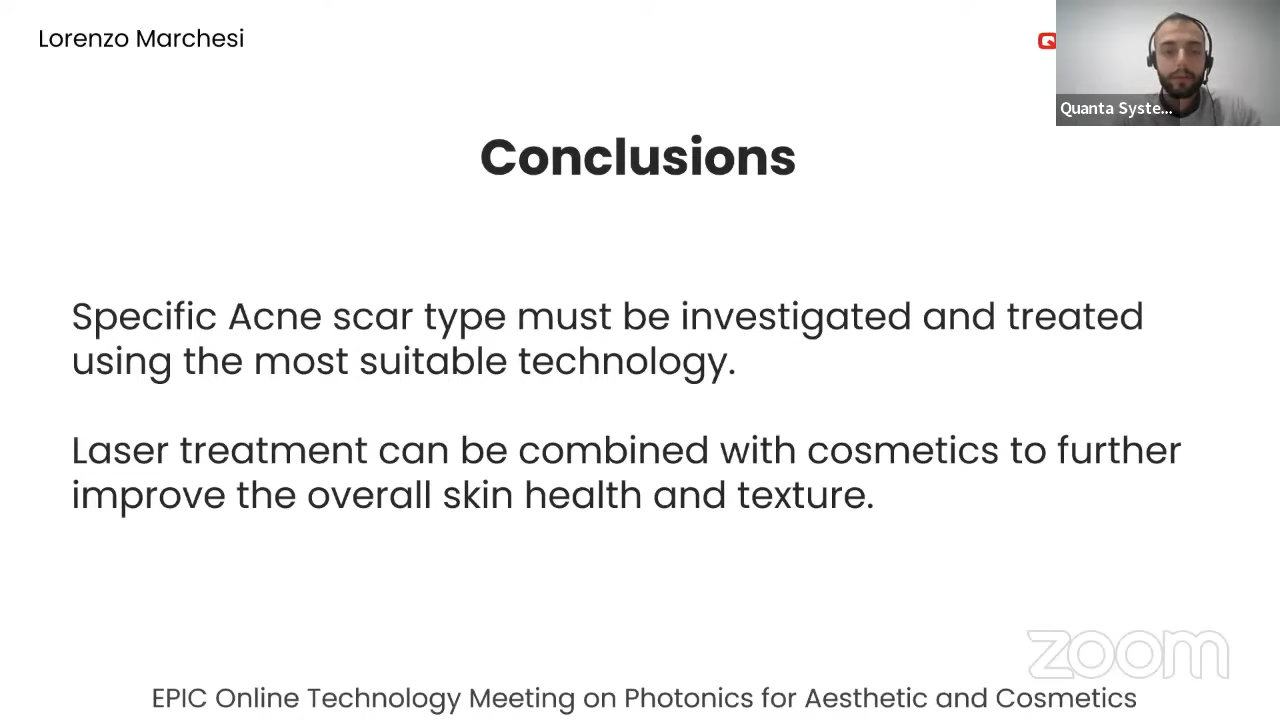 Lorenzo Marchesi
Quanta Syste...
Conclusions
Specific Acne scar type must be investigated and treated
using the most suitable technology.
Laser treatment can be combined with cosmetics to further
improve the overall skin health and texture.
zoom
EPIC Online Technology Meeting on Photonics for Aesthetic and Cosmetics